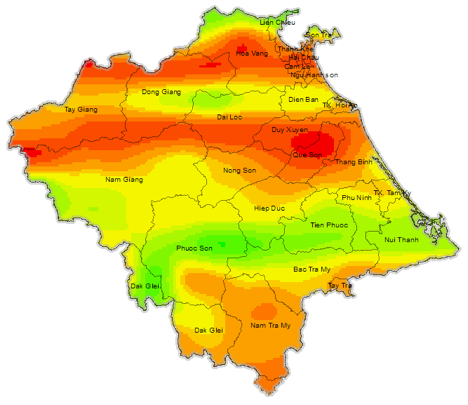 Lien Chieu
Son Tra
Thanh Khe
Hoa Vang
Hai Chau
Cam Le
Ngu Hanh son
Dong Giang
Dien Ban
TX. Hoi An
Tay Giang
Dai Loc
Duy Xuyen
Que Son
Thang Binh
Nong Son
Nam Giang
TX. Tam Ky
Phu Ninh
Hiep Duc
Tien Phuoc
Nui Thanh
Phuoc Son
Bac Tra My
Dak Glei
Tay Tra
Nam Tra My
Dak Glei